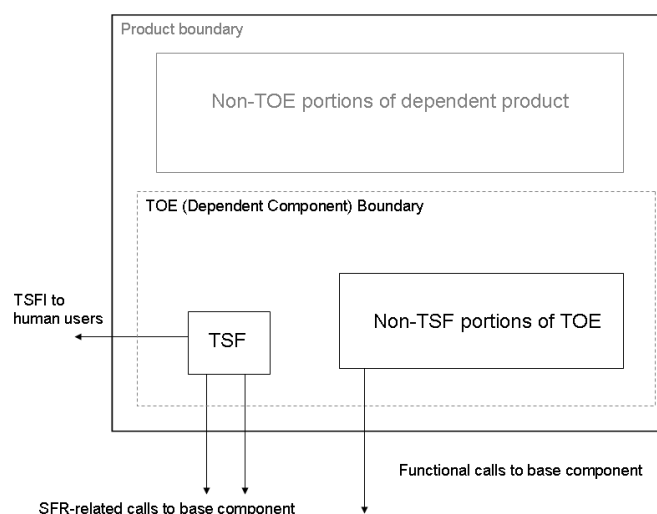 Product boundary
Non-TOE portions of dependent product
TOE (Dependent Component) Boundary
TSFI to
human users
TSF
Non-TSF portions of TOE
Functional calls to base component
SFR-related calls to base component